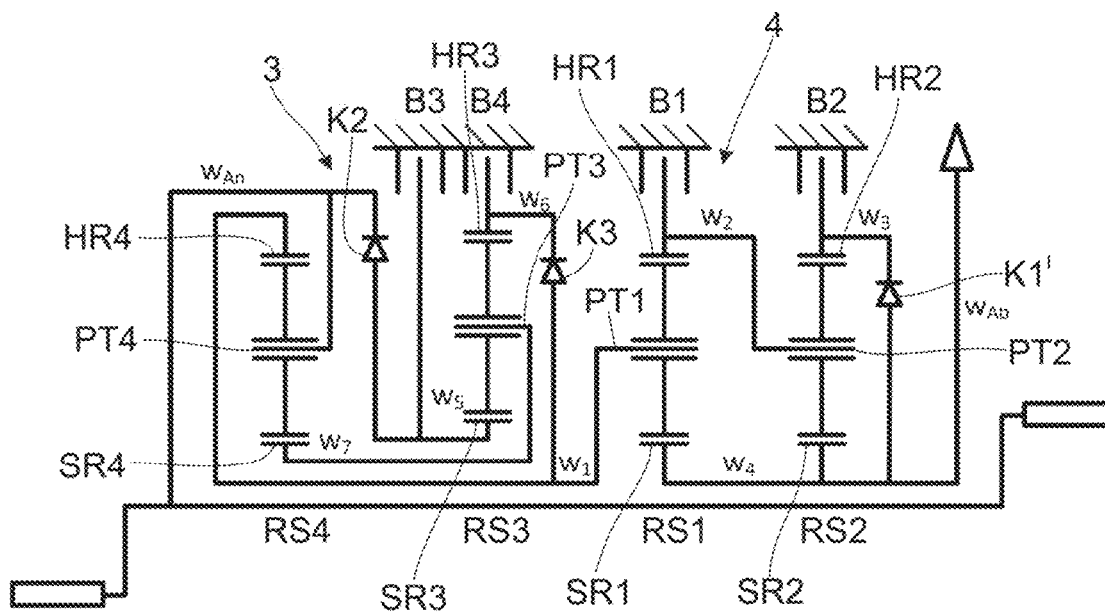 3
HR3
HR1
4
HR2
K2
B3
B4
B1
B2
PT3
w_An
w_6
w_2
w_3
HR4
K3
K1'
PT1
w_Ab
PT4
PT2
w_5
SR4
w_7
w_1
w_4
RS4
RS3
RS1
RS2
SR3
SR1
SR2